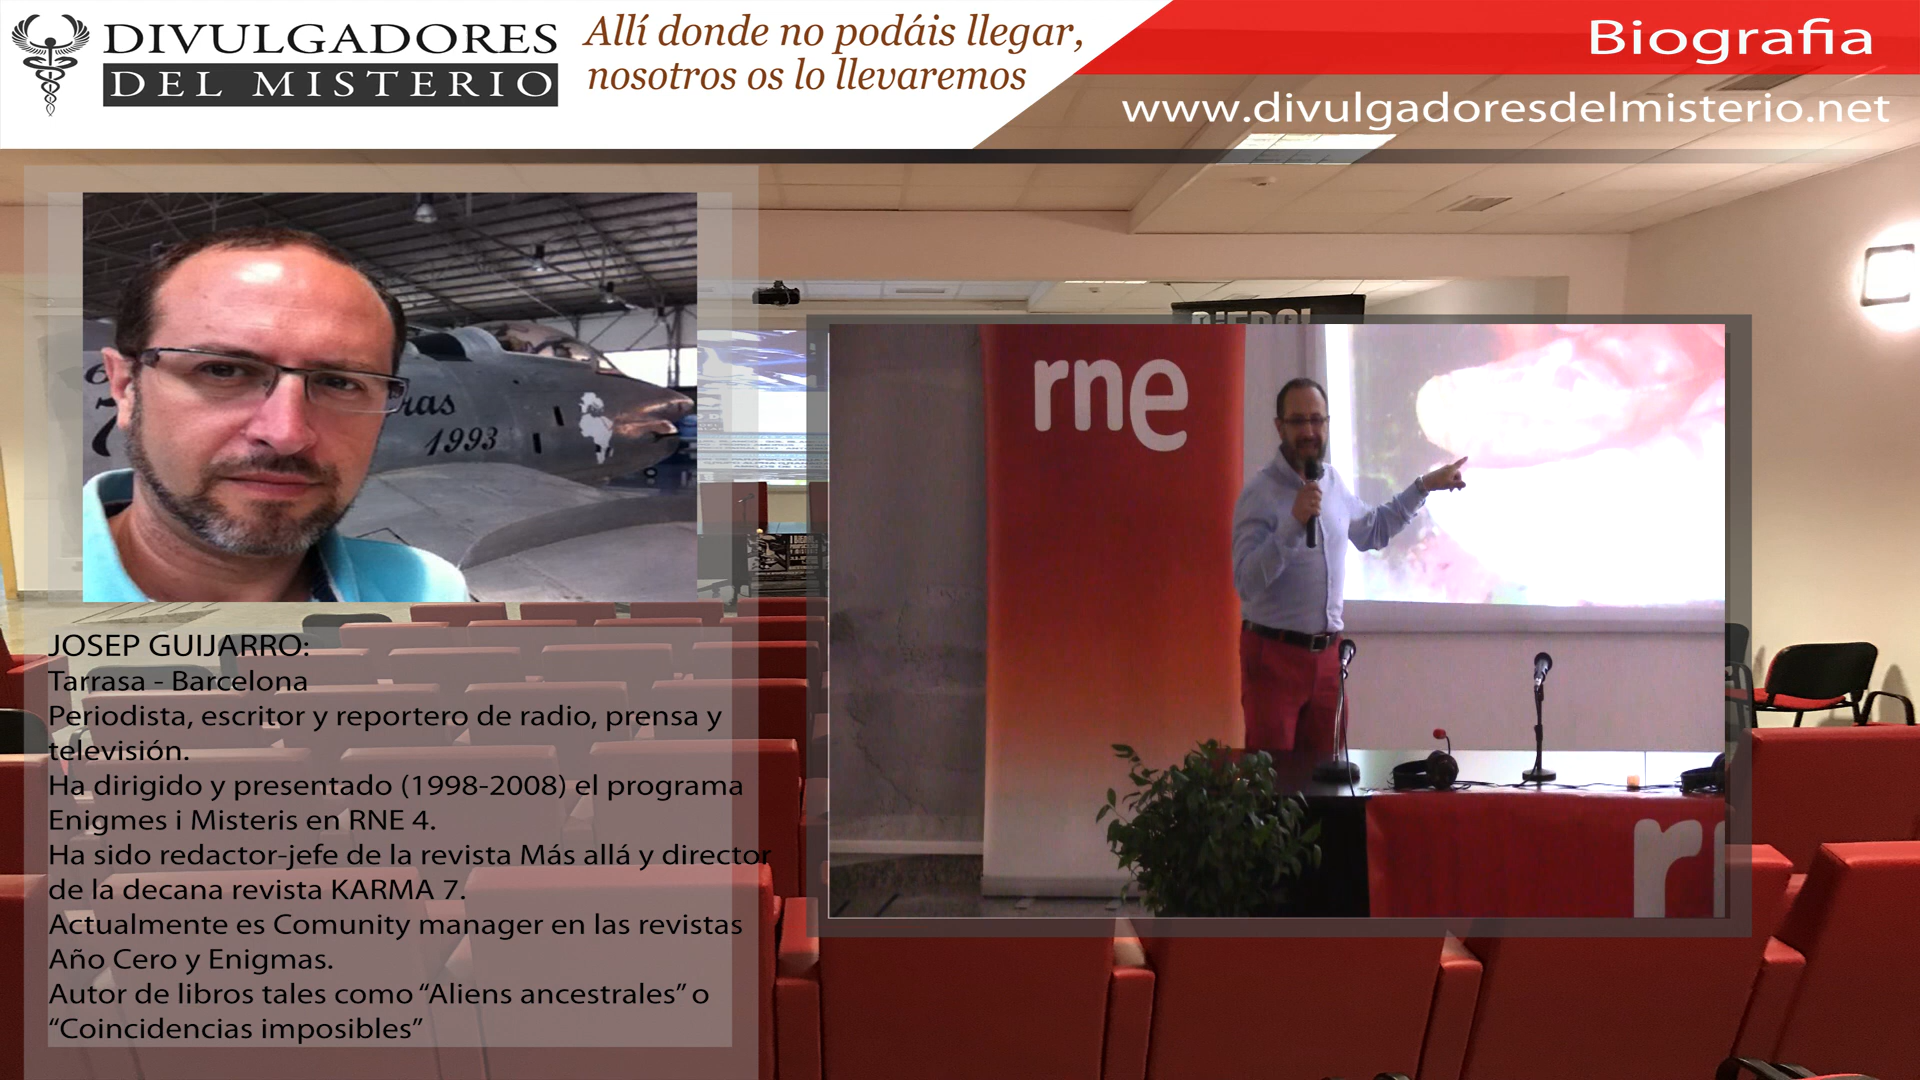 DIVULGADORES
DEL MISTERIO
Allí donde no podáis llegar,
nosotros os lo llevaremos
Biografia
www.divulgadoresdelmisterio.net
ras
1993
rne
JOSEP GUIJARRO:
Tarrasa - Barcelona
Periodista, escritor y reportero de radio, prensa y
televisión.
Ha dirigido y presentado (1998-2008) el programa
Enigmes i Misteris en RNE 4.
Ha sido redactor-jefe de la revista Más allá y director
de la decana revista KARMA 7.
Actualmente es Comunity manager en las revistas
Año Cero y Enigmas.
Autor de libros tales como “Aliens ancestrales” o
“Coincidencias imposibles”